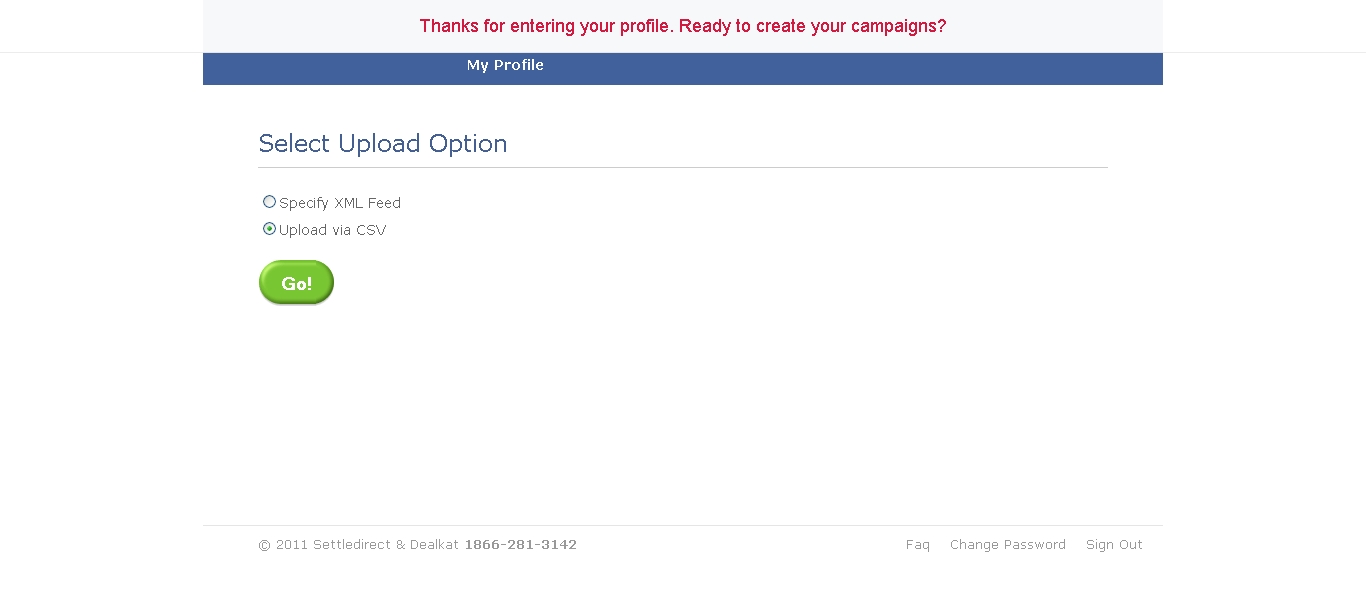 Thanks for entering your profile. Ready to create your campaigns?
My Profile
Select Upload Option
Specify XML Feed
Upload via CSV
Go!
© 2011 Settledirect & Dealkat 1866-281-3142 Faq Change Password Sign Out